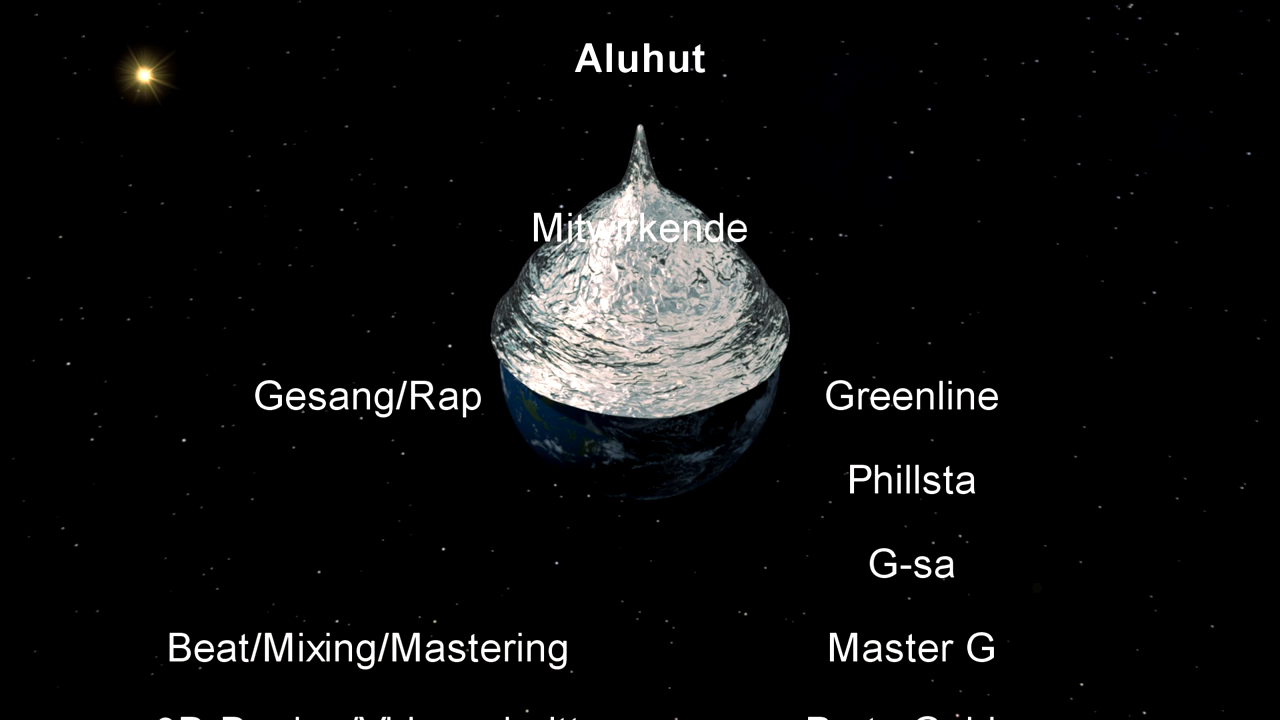 Aluhut
Mitwirkende
Gesang/Rap Greenline
Phillsta
G-sa
Beat/Mixing/Mastering Master G